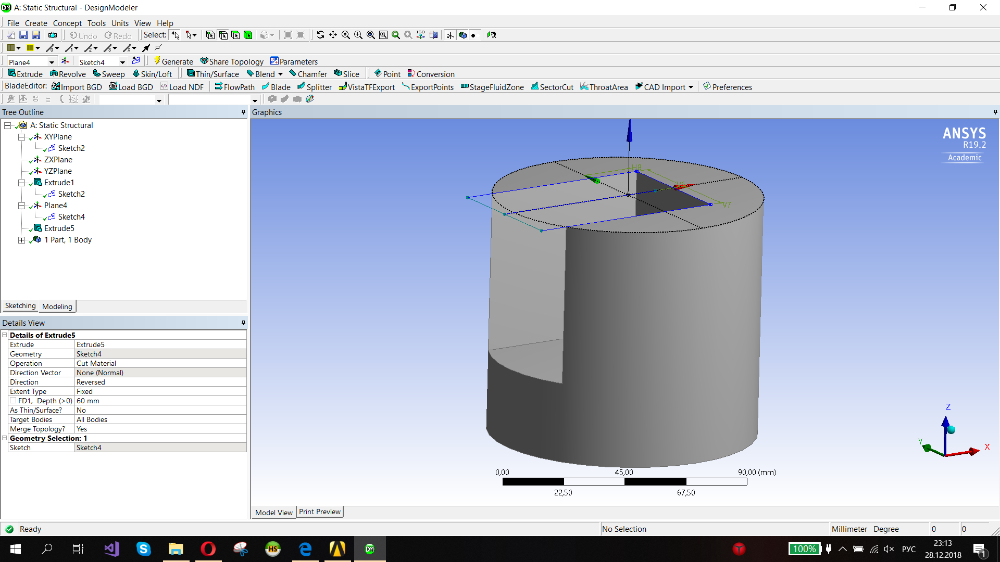 A: Static Structural - DesignModeler
File Create Concept Tools Units View Help
Undo Redo Select: ISO
Plane4 Sketch4 Generate Share Topology Parameters
Extrude Revolve Sweep Skin/Loft Thin/Surface Blend Chamfer Slice Point Conversion
BladeEditor: Import BGD Load BGD Load NDF FlowPath Blade Splitter VistaTFExport ExportPoints StageFluidZone SectorCut ThroatArea CAD Import Preferences
Tree Outline
A: Static Structural
XYPlane
Sketch2
ZXPlane
YZPlane
Extrude1
Sketch2
Plane4
Sketch4
Extrude5
1 Part, 1 Body
Sketching Modeling
Details View
Details of Extrude5
Extrude Extrude5
Geometry Sketch4
Operation Cut Material
Direction Vector None (Normal)
Direction Reversed
Extent Type Fixed
FD1, Depth (>0) 60 mm
As Thin/Surface? No
Target Bodies All Bodies
Merge Topology? Yes
Geometry Selection: 1
Sketch Sketch4
Graphics
ANSYS
R19.2
Academic
H8
V6
V7
Z
Y
X
0,00 45,00 90,00 (mm)
22,50 67,50
Model View Print Preview
Ready No Selection Millimeter Degree 0 0
HS DM 100% РУС 23:13
28.12.2018
1